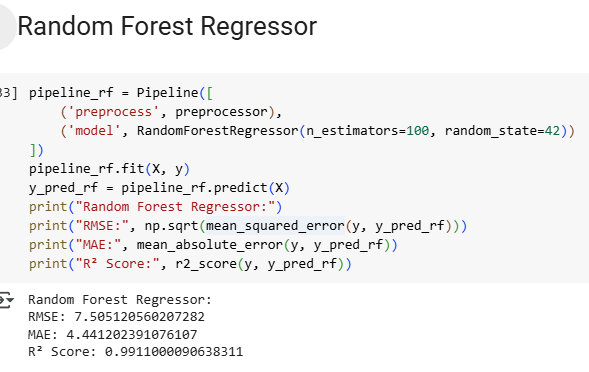 Random Forest Regressor
33] pipeline_rf = Pipeline([
('preprocess', preprocessor),
('model', RandomForestRegressor(n_estimators=100, random_state=42))
])
pipeline_rf.fit(X, y)
y_pred_rf = pipeline_rf.predict(X)
print("Random Forest Regressor:")
print("RMSE:", np.sqrt(mean_squared_error(y, y_pred_rf)))
print("MAE:", mean_absolute_error(y, y_pred_rf))
print("R² Score:", r2_score(y, y_pred_rf))
Random Forest Regressor:
RMSE: 7.505120560207282
MAE: 4.441202391076107
R² Score: 0.9911000090638311